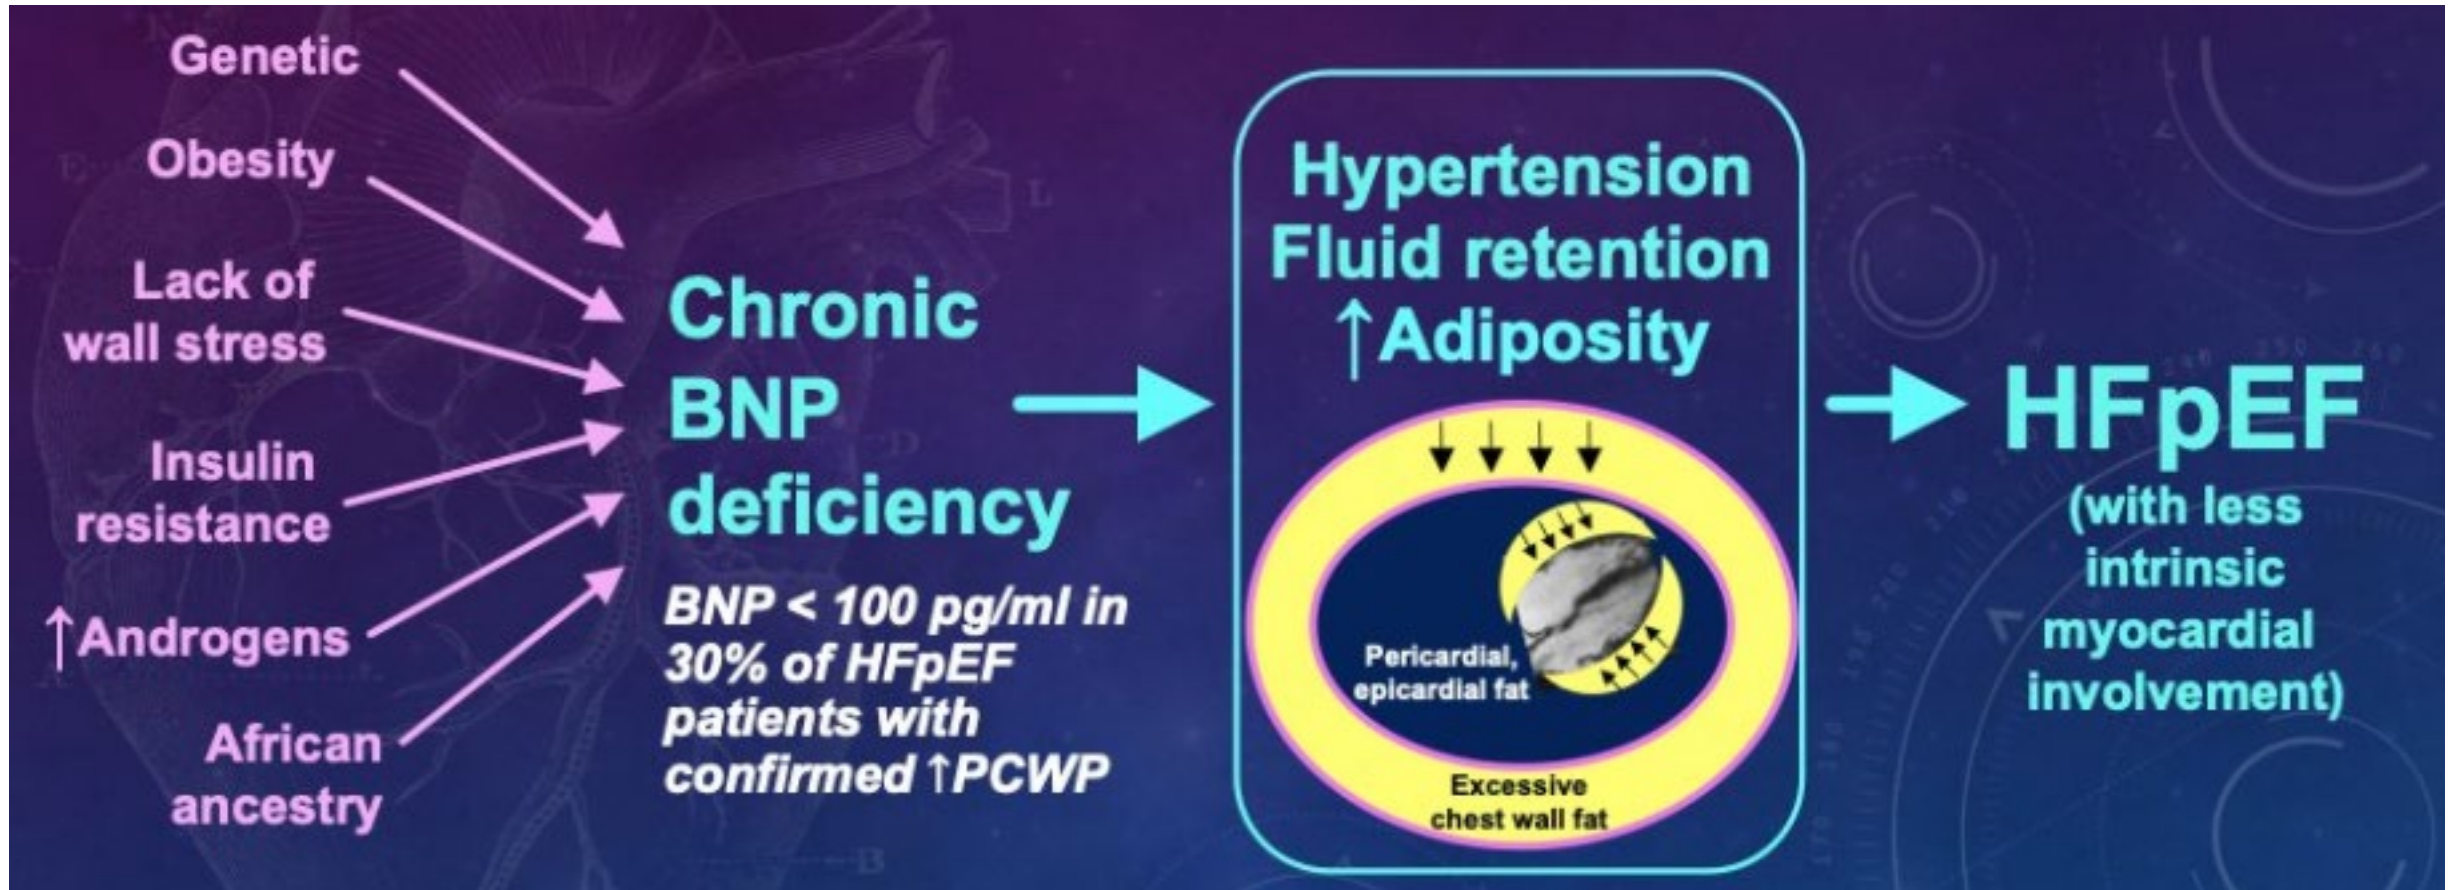 Genetic
Obesity
Lack of
wall stress
Insulin
resistance
↑Androgens
African
ancestry
Chronic
BNP
deficiency
BNP < 100 pg/ml in
30% of HFpEF
patients with
confirmed ↑PCWP
Hypertension
Fluid retention
↑Adiposity
Pericardial,
epicardial fat
Excessive
chest wall fat
HFpEF
(with less
intrinsic
myocardial
involvement)
L
B